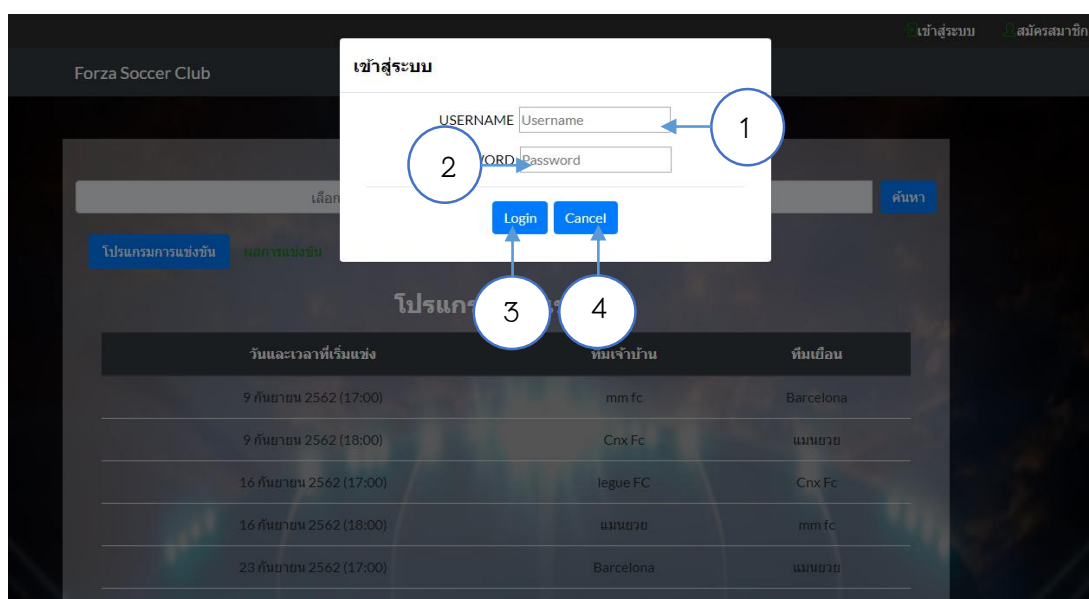 เข้าสู่ระบบ สมัครสมาชิก
Forza Soccer Club
เข้าสู่ระบบ
USERNAME Username
1
2
WORD Password
เลือก
ค้นหา
Login Cancel
โปรแกรมการแข่งขัน ผลการแข่งขัน
3
4
วันและเวลาที่เริ่มแข่ง ทีมเจ้าบ้าน ทีมเยือน
9 กันยายน 2562 (17:00) mm fc Barcelona
9 กันยายน 2562 (18:00) Cnx Fc แมนยวย
16 กันยายน 2562 (17:00) legue FC Cnx Fc
16 กันยายน 2562 (18:00) แมนยวย mm fc
23 กันยายน 2562 (17:00) Barcelona แมนยวย